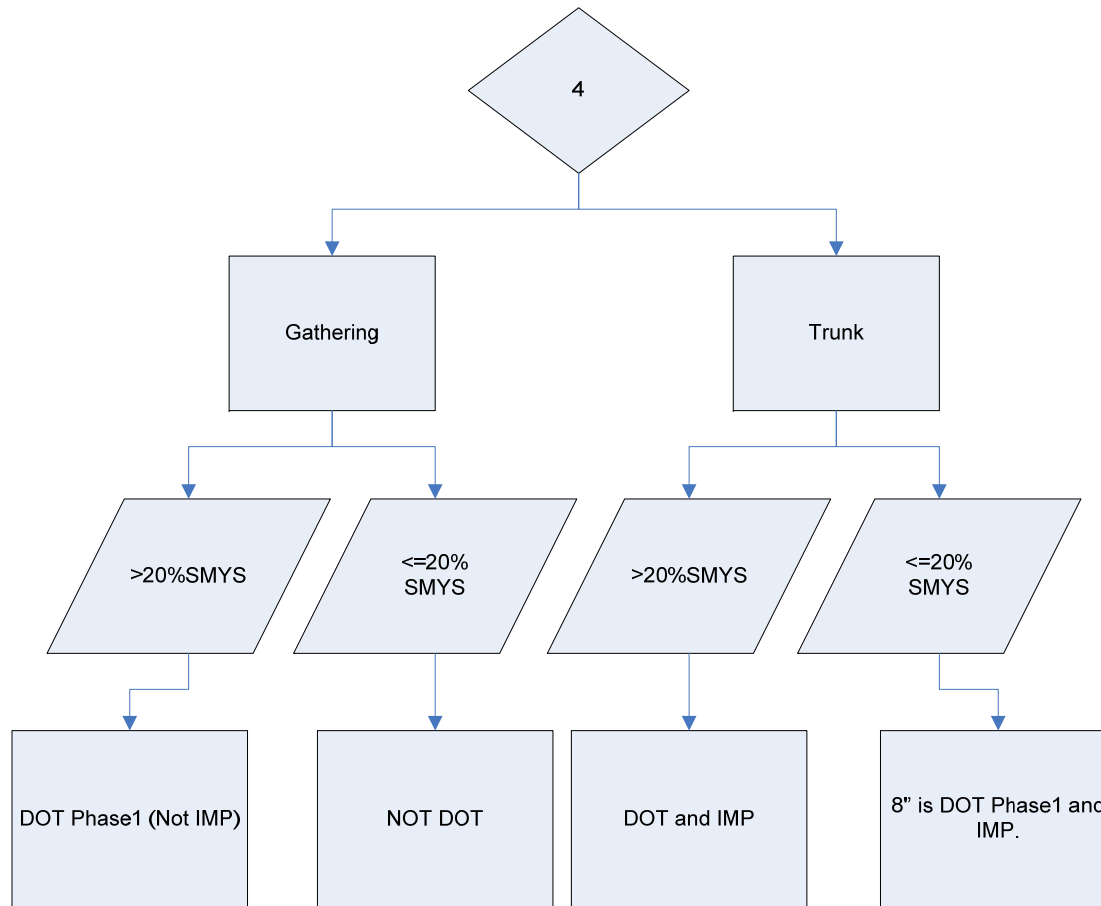 4
Gathering
Trunk
>20%SMYS
<=20%
SMYS
>20%SMYS
<=20%
SMYS
DOT Phase1 (Not IMP)
NOT DOT
DOT and IMP
8" is DOT Phase1 and
IMP.